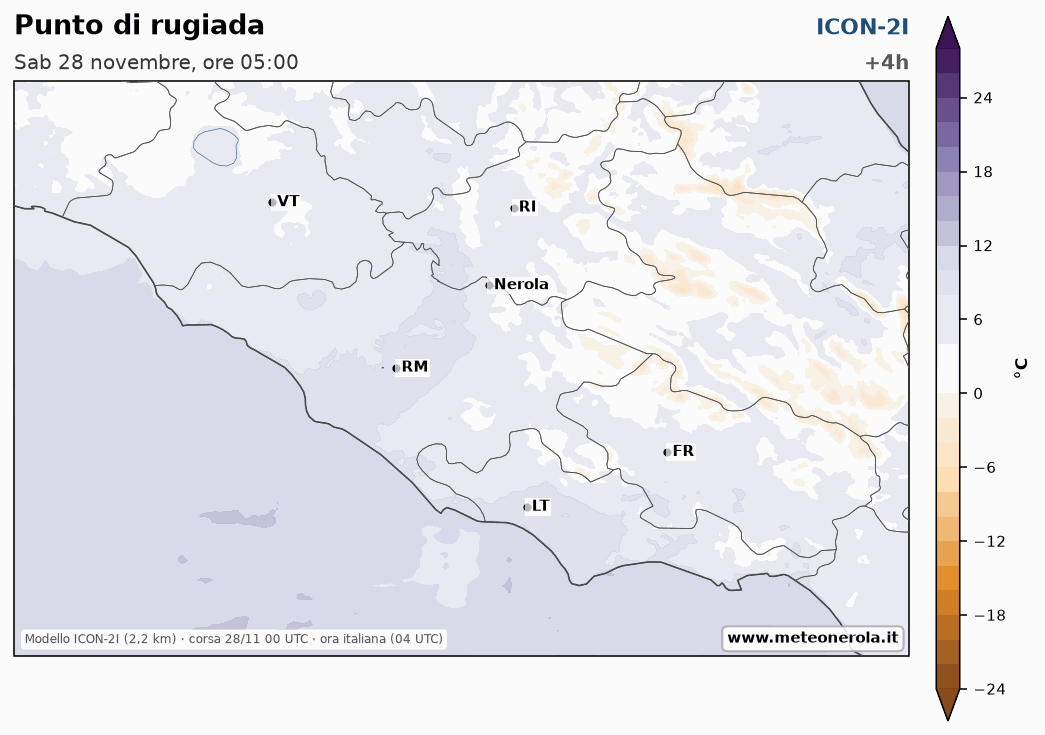 Punto di rugiada
ICON-2I
Sab 28 novembre, ore 05:00
+4h
VT
RI
Nerola
RM
FR
LT
24
18
12
6
0
−6
−12
−18
−24
°C
Modello ICON-2I (2,2 km) · corsa 28/11 00 UTC · ora italiana (04 UTC)
www.meteonerola.it